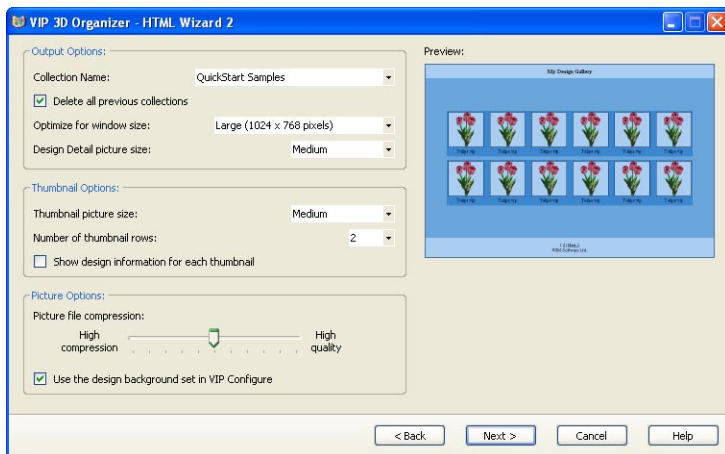 VIP 3D Organizer - HTML Wizard 2
Output Options:
Collection Name: QuickStart Samples
Delete all previous collections
Optimize for window size: Large (1024 x 768 pixels)
Design Detail picture size: Medium
Thumbnail Options:
Thumbnail picture size: Medium
Number of thumbnail rows: 2
Show design information for each thumbnail
Picture Options:
Picture file compression:
High compression
High quality
Use the design background set in VIP Configure
Preview:
My Design Gallery
< Back Next > Cancel Help